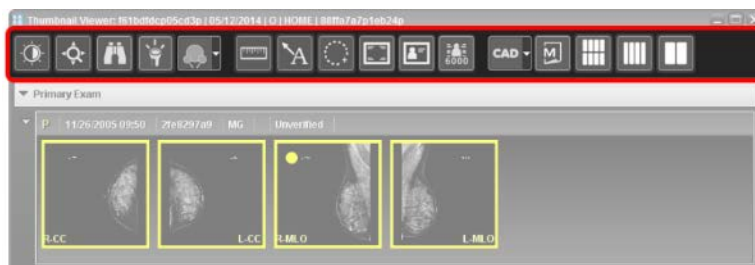 Thumbnail Viewer: f61bdfdcp05cd3p | 05/12/2014 | O | HOME | 88ffa7a7p1eb24p
A 6000 CAD M
Primary Exam
P 11/26/2005 09:50 2fe8297a9 MG Unverified
R-CC L-CC R-MLO L-MLO